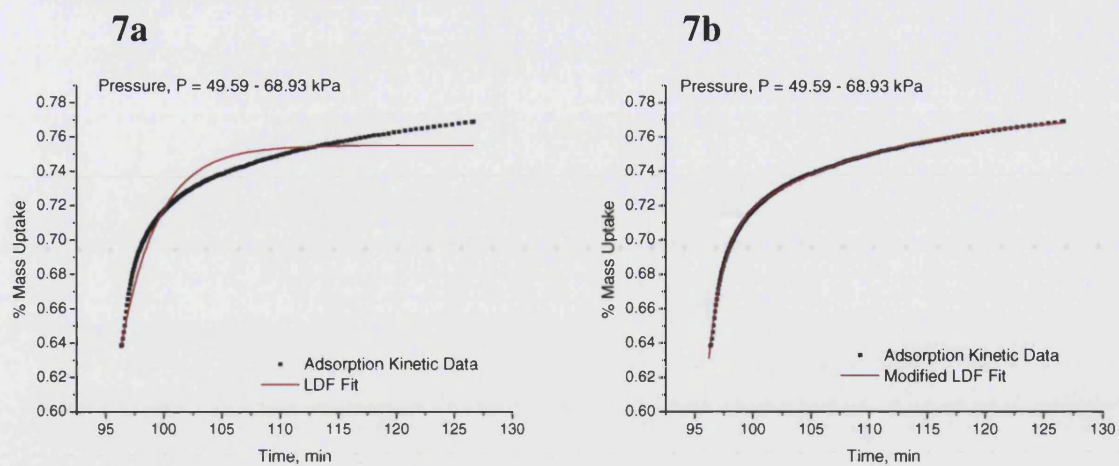 7a
Pressure, P = 49.59 - 68.93 kPa
% Mass Uptake
0.78
0.76
0.74
0.72
0.70
0.68
0.66
0.64
0.62
0.60
Adsorption Kinetic Data
LDF Fit
95 100 105 110 115 120 125 130
Time, min
7b
Pressure, P = 49.59 - 68.93 kPa
% Mass Uptake
0.78
0.76
0.74
0.72
0.70
0.68
0.66
0.64
0.62
0.60
Adsorption Kinetic Data
Modified LDF Fit
95 100 105 110 115 120 125 130
Time, min